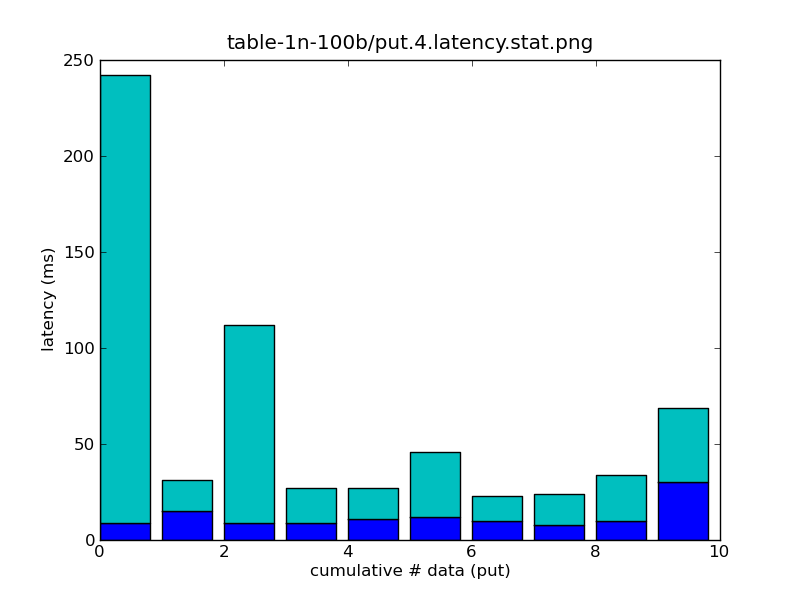 table-1n-100b/put.4.latency.stat.png
250
200
150
100
50
0
latency (ms)
0 2 4 6 8 10
cumulative # data (put)